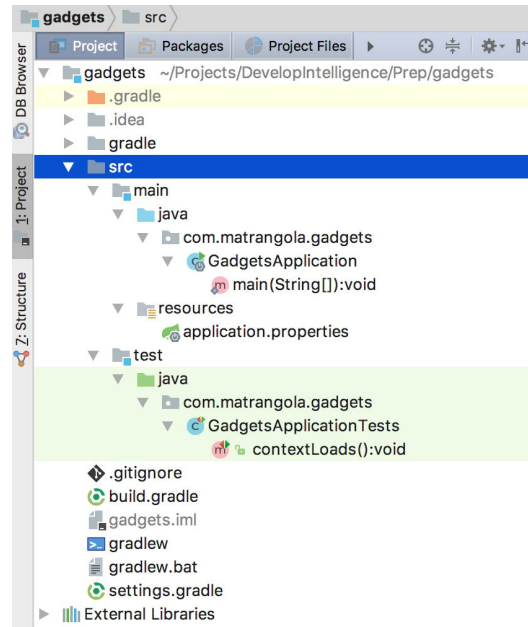 gadgets src
Project Packages Project Files
DB Browser
1: Project
Z: Structure
gadgets ~/Projects/DevelopIntelligence/Prep/gadgets
.gradle
.idea
gradle
src
main
java
com.matrangola.gadgets
GadgetsApplication
main(String[]):void
resources
application.properties
test
java
com.matrangola.gadgets
GadgetsApplicationTests
contextLoads():void
.gitignore
build.gradle
gadgets.iml
gradlew
gradlew.bat
settings.gradle
External Libraries